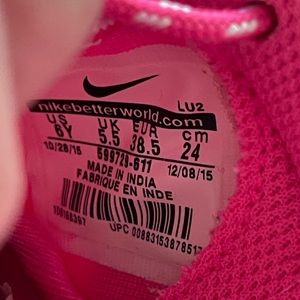 LU2
nikebetterworld.com
US UK EUR cm
6Y 5.5 38.5 24
10/28/15 599729-611 12/08/15
MADE IN INDIA
FABRIQUE EN INDE
UPC 00883153878517